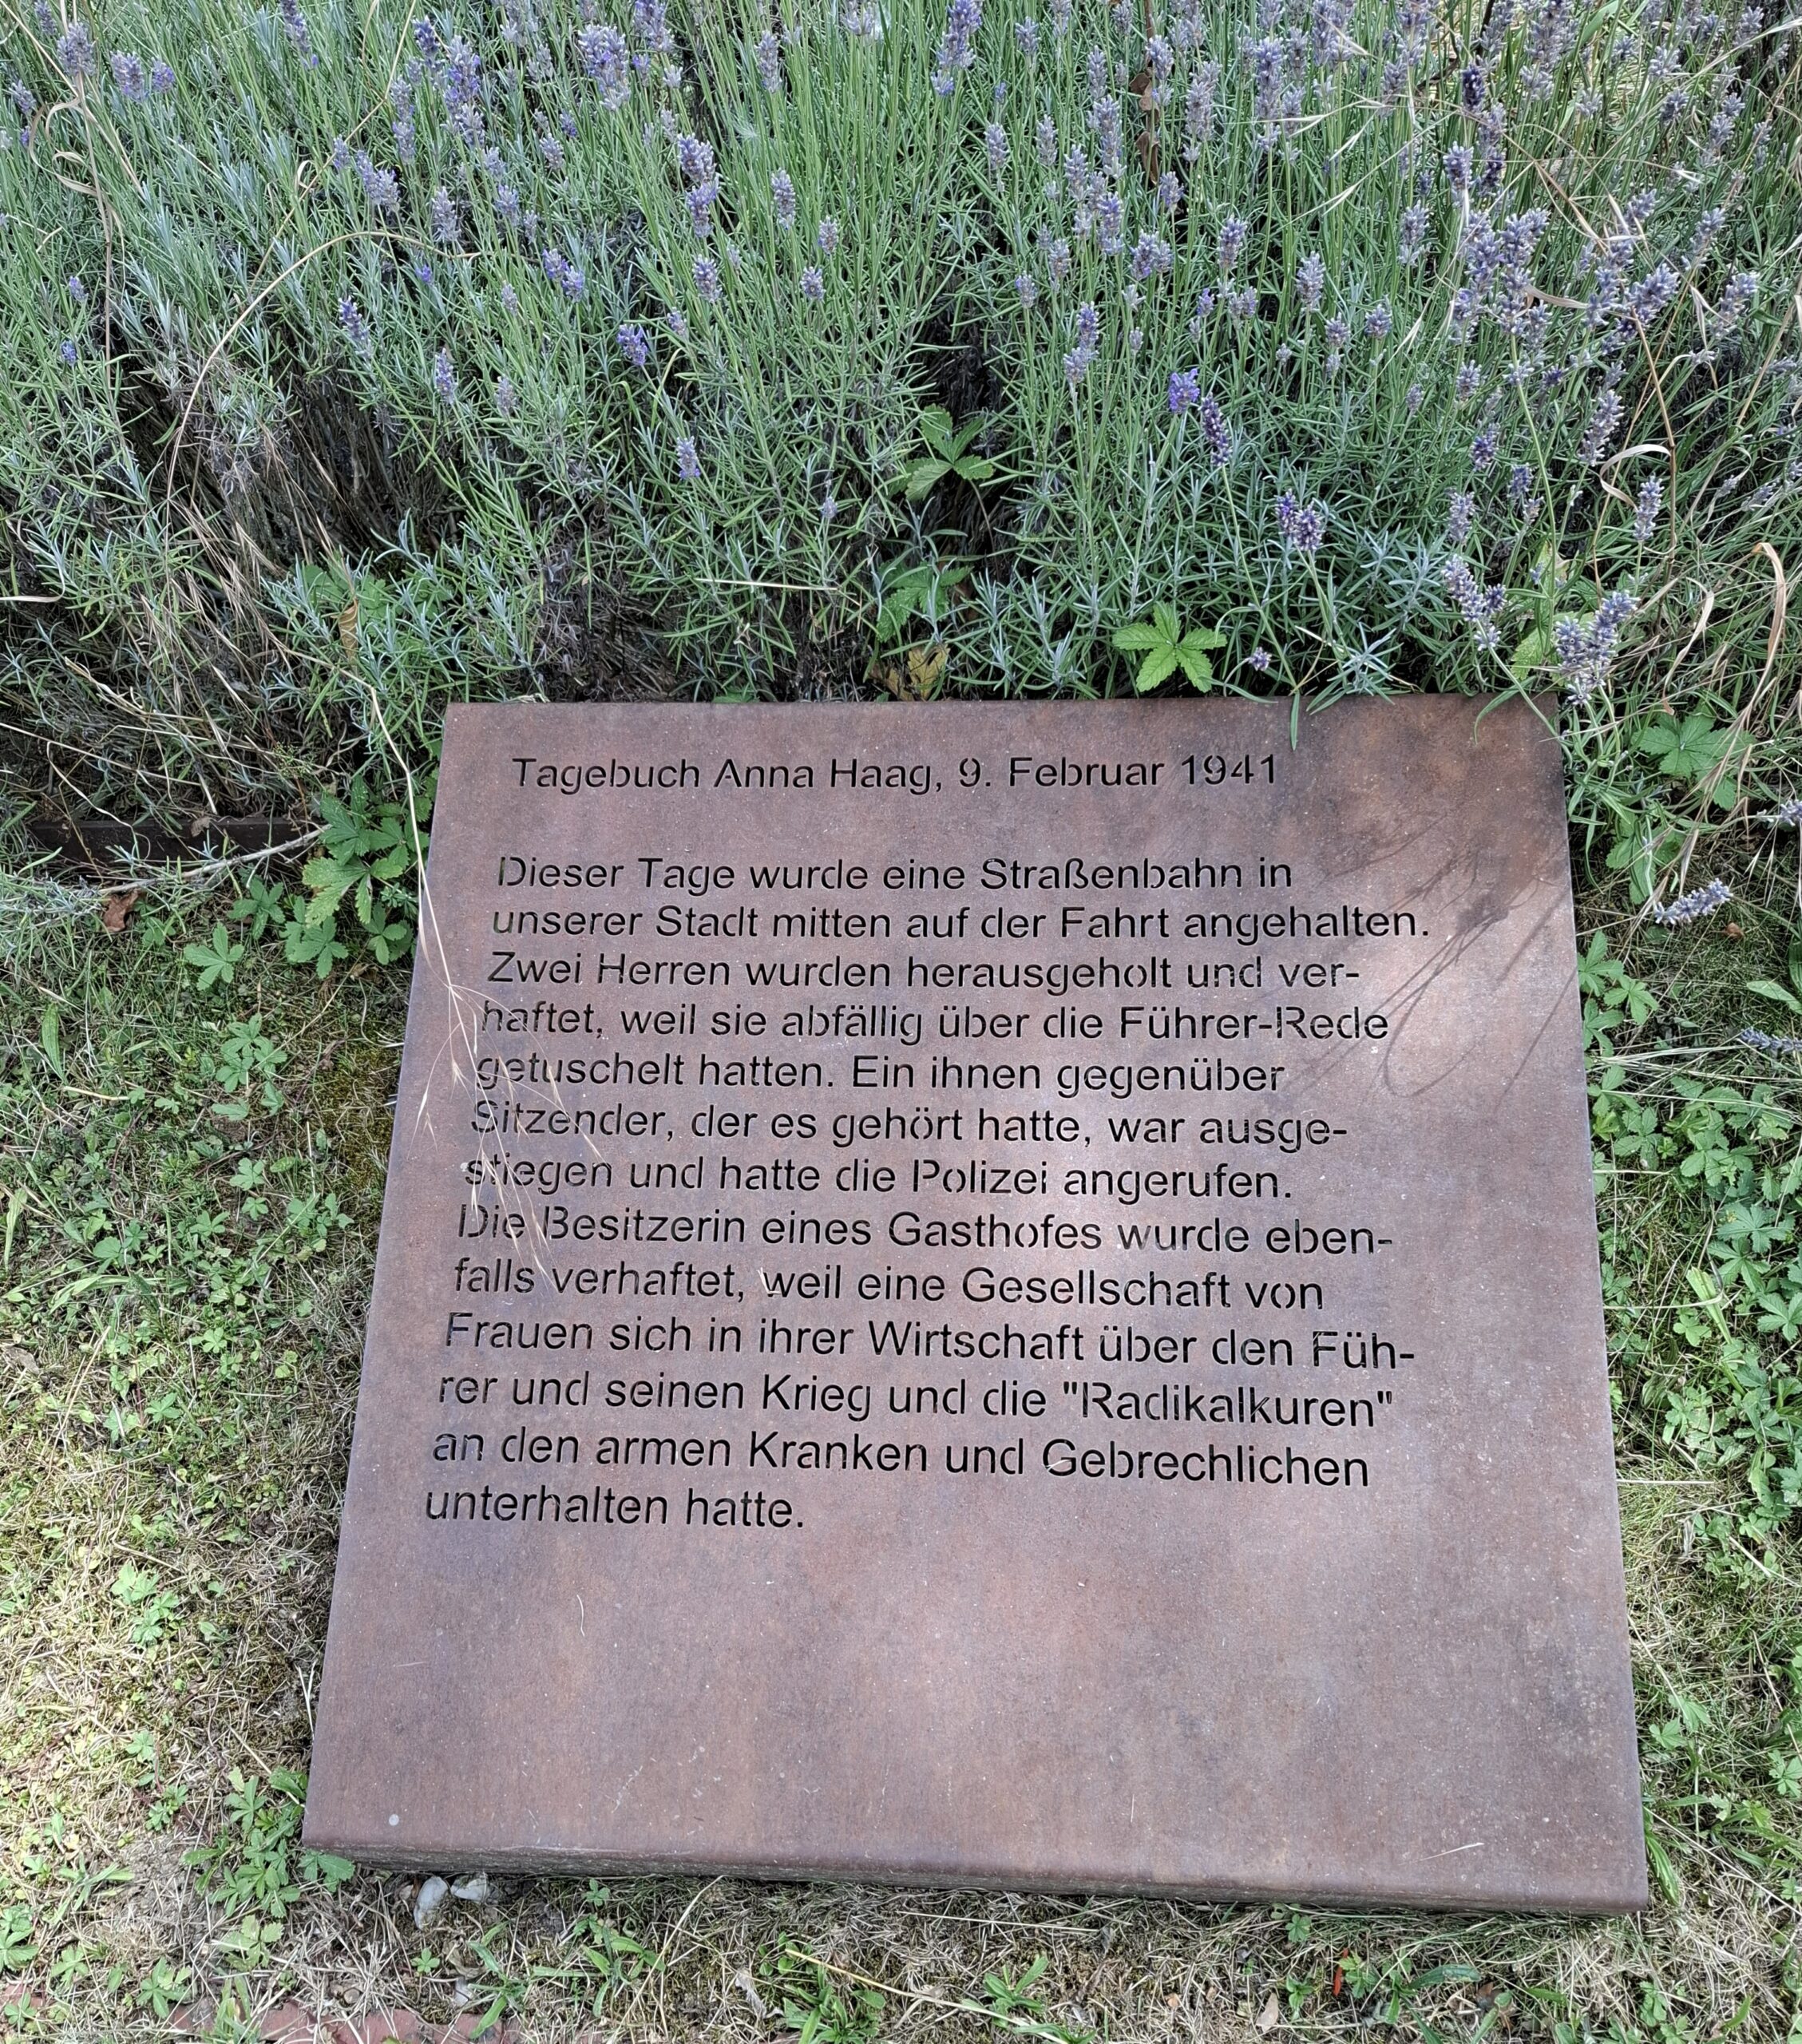 Tagebuch Anna Haag, 9. Februar 1941
Dieser Tage wurde eine Straßenbahn in
unserer Stadt mitten auf der Fahrt angehalten.
Zwei Herren wurden herausgeholt und ver-
haftet, weil sie abfällig über die Führer-Rede
getuschelt hatten. Ein ihnen gegenüber
Sitzender, der es gehört hatte, war ausge-
stiegen und hatte die Polizei angerufen.
Die Besitzerin eines Gasthofes wurde eben-
falls verhaftet, weil eine Gesellschaft von
Frauen sich in ihrer Wirtschaft über den Füh-
rer und seinen Krieg und die "Radikalkuren"
an den armen Kranken und Gebrechlichen
unterhalten hatte.